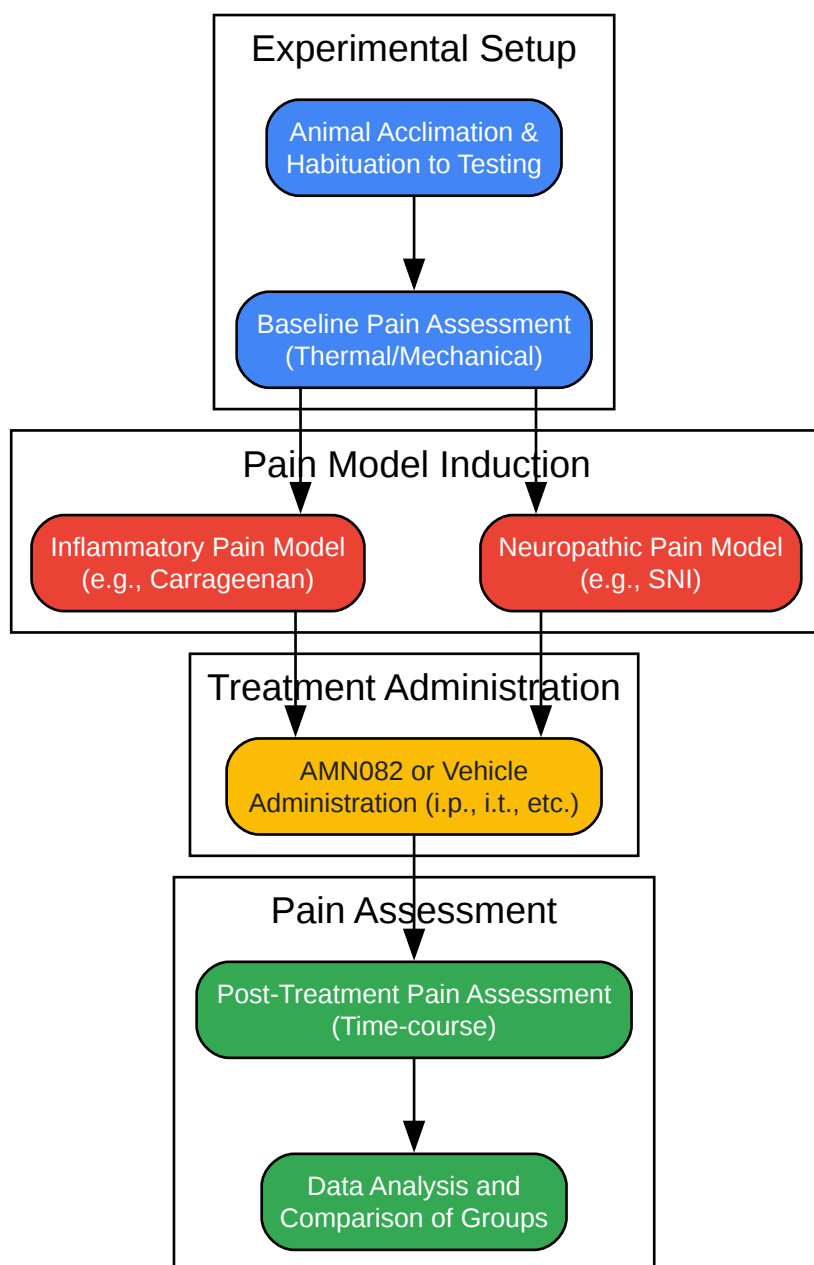 Experimental Setup
Animal Acclimation &
Habituation to Testing
Baseline Pain Assessment
(Thermal/Mechanical)
Pain Model Induction
Inflammatory Pain Model
(e.g., Carrageenan)
Neuropathic Pain Model
(e.g., SNI)
Treatment Administration
AMN082 or Vehicle
Administration (i.p., i.t., etc.)
Pain Assessment
Post-Treatment Pain Assessment
(Time-course)
Data Analysis and
Comparison of Groups